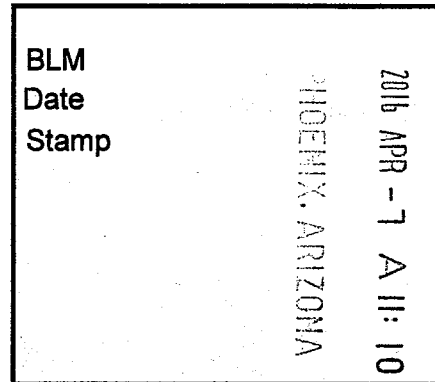 BLM
Date
Stamp
2016 APR -7 A 11: 10
PHOENIX, ARIZONA